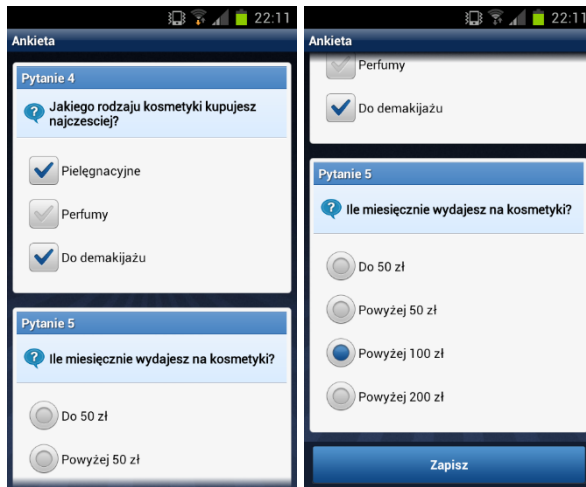 22:11
Ankieta
Pytanie 4
Jakiego rodzaju kosmetyki kupujesz
najczesciej?
Pielęgnacyjne
Perfumy
Do demakijażu
Pytanie 5
Ile miesięcznie wydajesz na kosmetyki?
Do 50 zł
Powyżej 50 zł
22:11
Ankieta
Perfumy
Do demakijażu
Pytanie 5
Ile miesięcznie wydajesz na kosmetyki?
Do 50 zł
Powyżej 50 zł
Powyżej 100 zł
Powyżej 200 zł
Zapisz